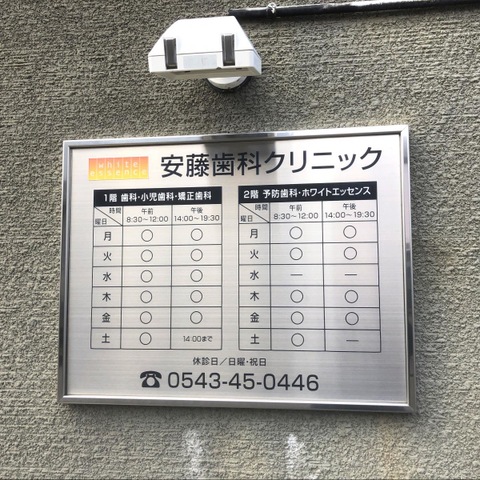 white
essence
安藤歯科クリニック
1階 歯科・小児歯科・矯正歯科
時間 午前 午後
曜日 8:30~12:00 14:00~19:30
月 ○ ○
火 ○ ○
水 ○ ○
木 ○ ○
金 ○ ○
土 ○ 14:00まで
2階 予防歯科・ホワイトエッセンス
時間 午前 午後
曜日 8:30~12:00 14:00~19:30
月 ○ ○
火 ○ ○
水 — —
木 ○ ○
金 ○ ○
土 ○ —
休診日/日曜・祝日
☎ 0543-45-0446